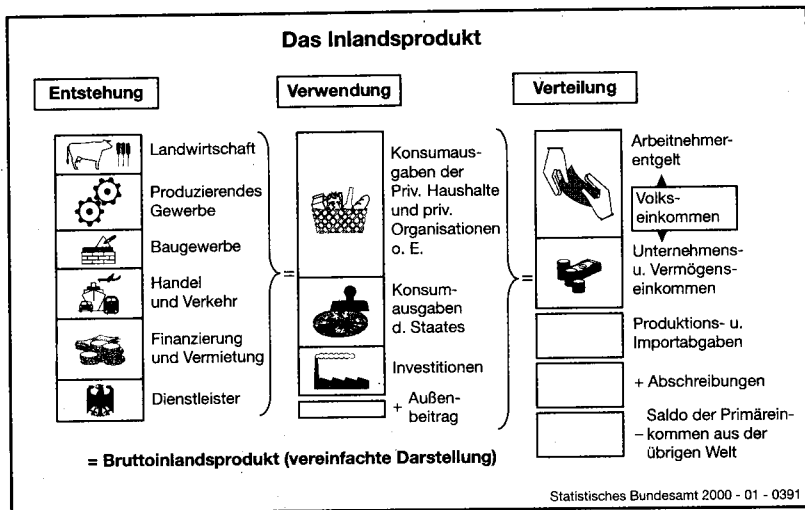 Das Inlandsprodukt
Entstehung
Landwirtschaft
Produzierendes
Gewerbe
Baugewerbe
Handel
und Verkehr
Finanzierung
und Vermietung
Dienstleister
=
Verwendung
Konsumaus-
gaben der
Priv. Haushalte
und priv.
Organisationen
o. E.
Konsum-
ausgaben
d. Staates
Investitionen
+ Außen-
beitrag
=
Verteilung
Arbeitnehmer-
entgelt
Volks-
einkommen
Unternehmens-
u. Vermögens-
einkommen
Produktions- u.
Importabgaben
+ Abschreibungen
Saldo der Primärein-
– kommen aus der
übrigen Welt
= Bruttoinlandsprodukt (vereinfachte Darstellung)
Statistisches Bundesamt 2000 - 01 - 0391